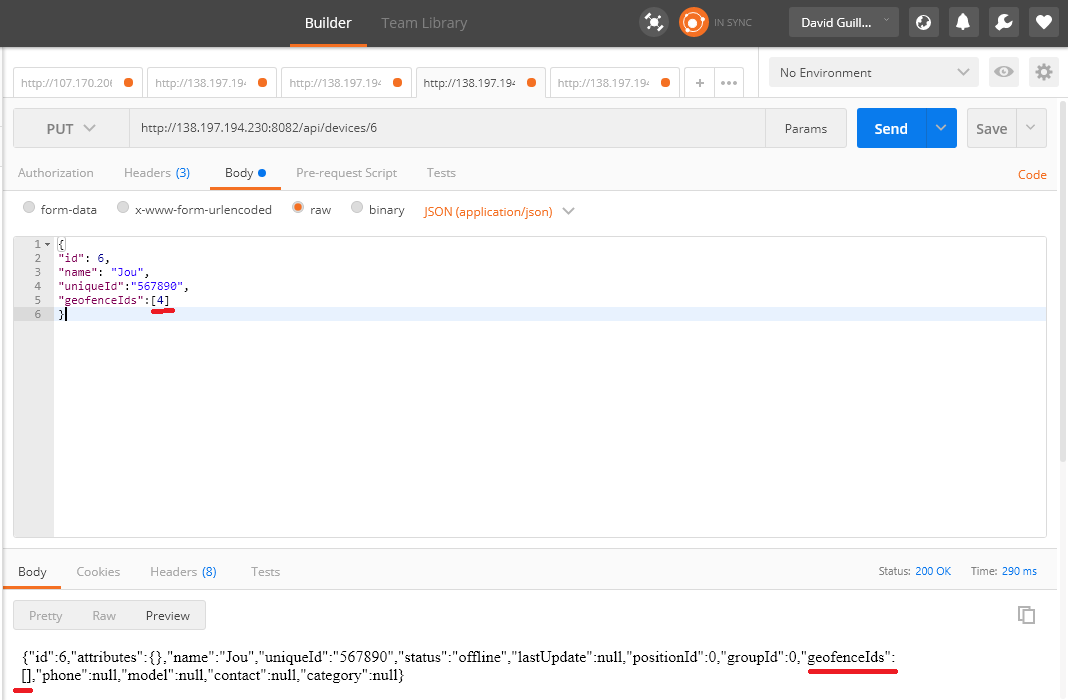 Builder Team Library IN SYNC David Guill...
http://107.170.206 http://138.197.194 http://138.197.194 http://138.197.194 http://138.197.194 + ••• No Environment
PUT http://138.197.194.230:8082/api/devices/6 Params Send Save
Authorization Headers (3) Body Pre-request Script Tests Code
form-data x-www-form-urlencoded raw binary JSON (application/json)
1 {
2 "id": 6,
3 "name": "Jou",
4 "uniqueId":"567890",
5 "geofenceIds":[4]
6 }
Body Cookies Headers (8) Tests Status: 200 OK Time: 290 ms
Pretty Raw Preview
{"id":6,"attributes":{},"name":"Jou","uniqueId":"567890","status":"offline","lastUpdate":null,"positionId":0,"groupId":0,"geofenceIds":
[],"phone":null,"model":null,"contact":null,"category":null}